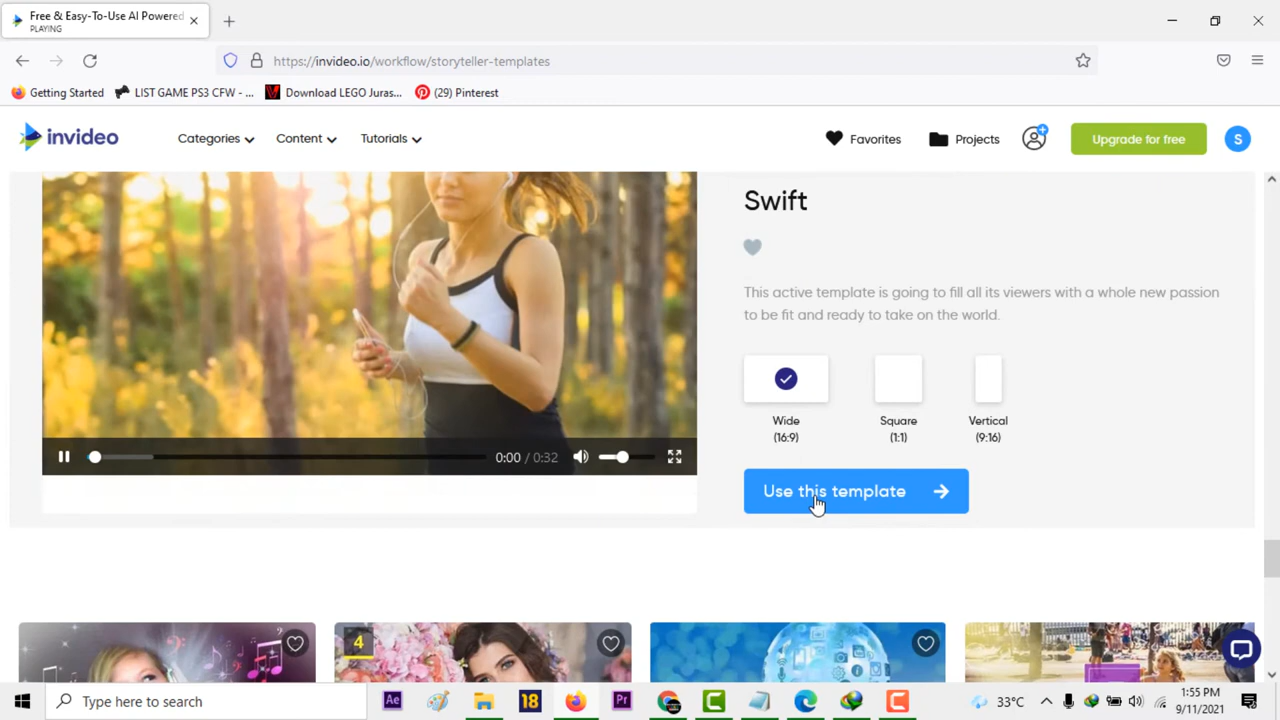 Free & Easy-To-Use AI Powered
PLAYING
https://invideo.io/workflow/storyteller-templates
Getting Started
LIST GAME PS3 CFW - ...
Download LEGO Juras...
(29) Pinterest
invideo
Categories
Content
Tutorials
Favorites
Projects
Upgrade for free
S
Swift
This active template is going to fill all its viewers with a whole new passion
to be fit and ready to take on the world.
Wide
(16:9)
Square
(1:1)
Vertical
(9:16)
0:00 / 0:32
Use this template
4
Type here to search
Ae
18
Pr
33°C
1:55 PM
9/11/2021